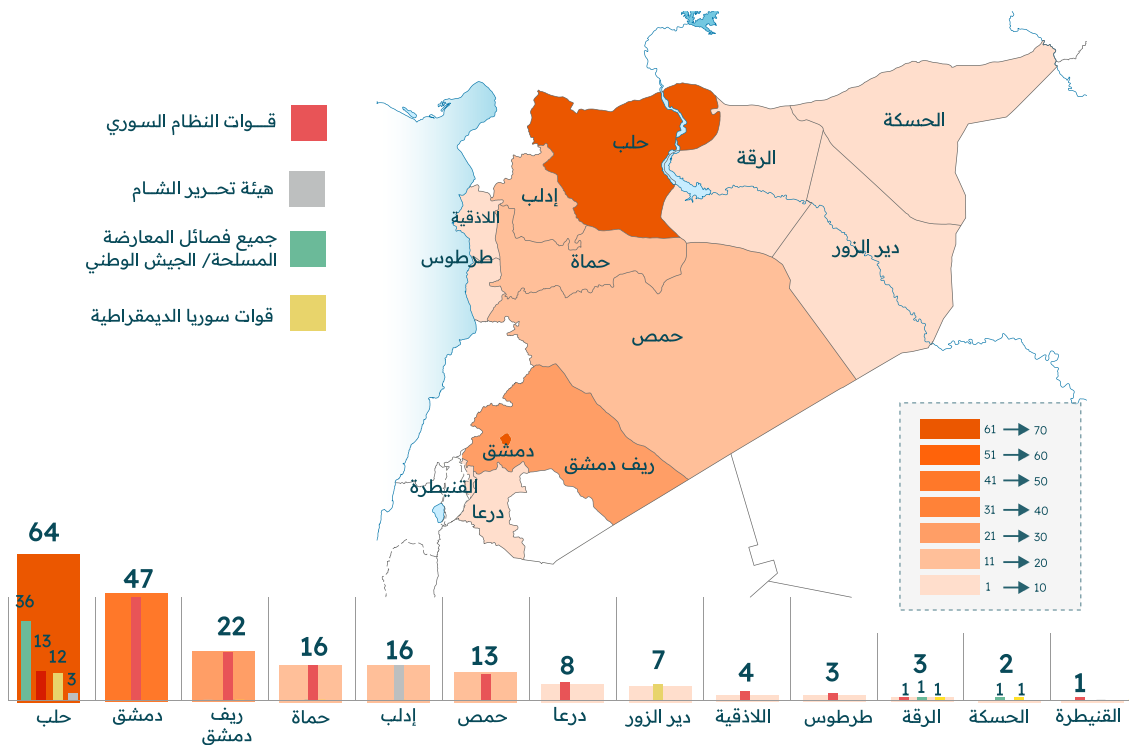 قــوات النظام السوري
هيئة تحــرير الشــام
جميع فصائل المعارضة
المسلحة/ الجيش الوطني
قوات سوريا الديمقراطية
الحسكة
حلب
الرقة
إدلب
اللاذقية
دير الزور
طرطوس
حماة
حمص
دمشق
ريف دمشق
القنيطرة
درعا
61 70
51 60
41 50
31 40
21 30
11 20
1 10
64
36
13
12
3
47
22
16
16
13
8
7
4
3
3
1 1 1
2
1 1
1
حلب
دمشق
ريف
دمشق
حماة
إدلب
حمص
درعا
دير الزور
اللاذقية
طرطوس
الرقة
الحسكة
القنيطرة